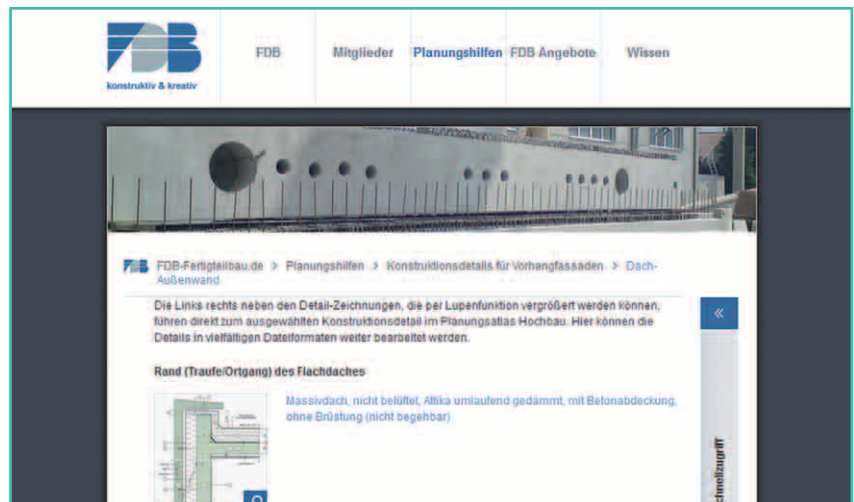 FDB
konstruktiv & kreativ
FDB Mitglieder Planungshilfen FDB Angebote Wissen
FDB FDB-Fertigteilbau.de > Planungshilfen > Konstruktionsdetails für Vorhangfassaden > Dach-
Außenwand
Die Links rechts neben den Detail-Zeichnungen, die per Lupenfunktion vergrößert werden können,
führen direkt zum ausgewählten Konstruktionsdetail im Planungsatlas Hochbau. Hier können die
Details in vielfältigen Dateiformaten weiter bearbeitet werden.
«
Rand (Traufe/Ortgang) des Flachdaches
Massivdach, nicht belüftet, Attika umlaufend gedämmt, mit Betonabdeckung,
ohne Brüstung (nicht begehbar)
chnellzugriff